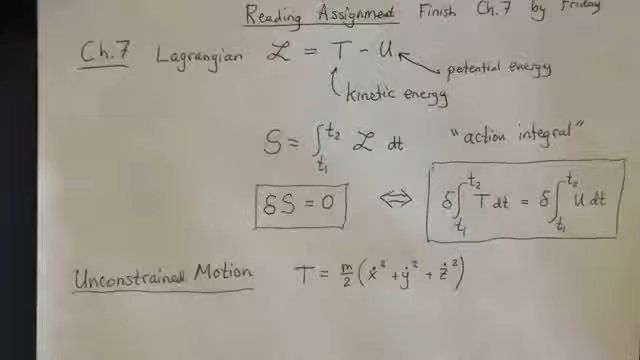 Reading Assignment Finish Ch.7 by Friday
Ch.7 Lagrangian ℒ = T - U
potential energy
kinetic energy
S = ∫_{t₁}^{t₂} ℒ dt "action integral"
δS = 0 ⇔ δ∫_{t₁}^{t₂} T dt = δ∫_{t₁}^{t₂} U dt
Unconstrained Motion T = m/2 (ẋ² + ẏ² + ż²)